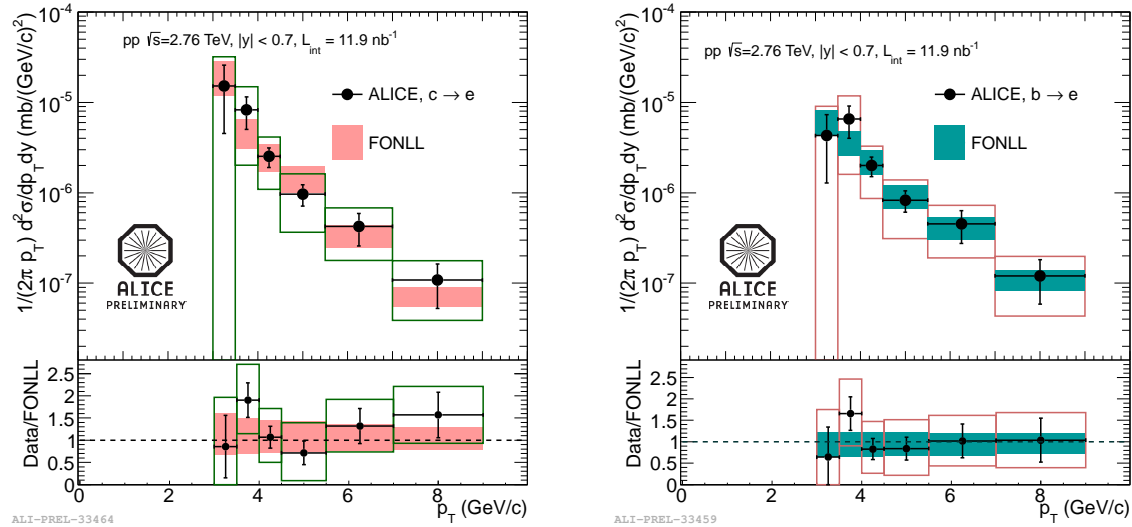 1/(2π p_T) d²σ/dp_T dy (mb/(GeV/c)²)
10⁻⁴
10⁻⁵
10⁻⁶
10⁻⁷
pp √s=2.76 TeV, |y| < 0.7, L_int = 11.9 nb⁻¹
ALICE, c → e
FONLL
ALICE
PRELIMINARY
Data/FONLL
2.5
2
1.5
1
0.5
0
0 2 4 6 8
p_T (GeV/c)
ALI-PREL-33464
1/(2π p_T) d²σ/dp_T dy (mb/(GeV/c)²)
10⁻⁴
10⁻⁵
10⁻⁶
10⁻⁷
pp √s=2.76 TeV, |y| < 0.7, L_int = 11.9 nb⁻¹
ALICE, b → e
FONLL
ALICE
PRELIMINARY
Data/FONLL
2.5
2
1.5
1
0.5
0
0 2 4 6 8
p_T (GeV/c)
ALI-PREL-33459